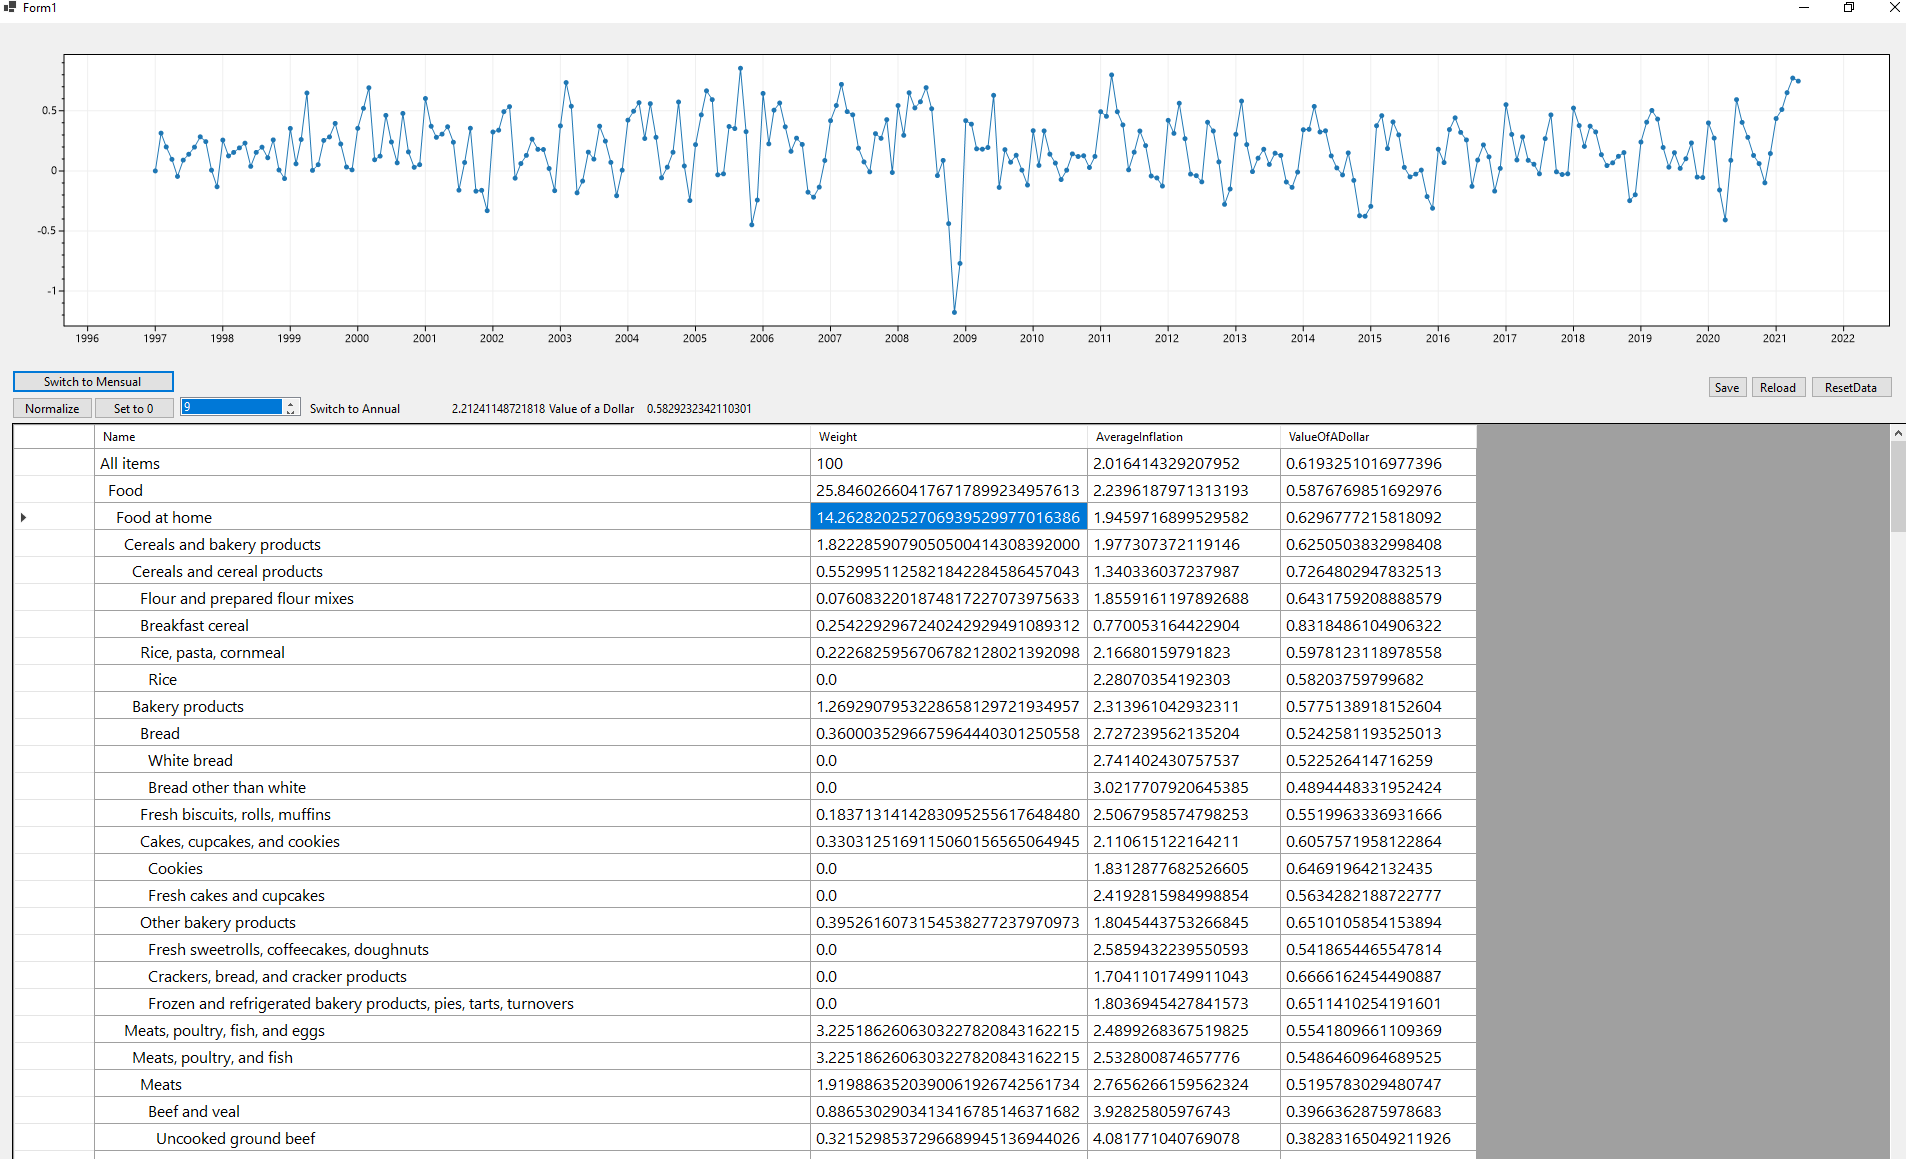 Form1
0.5
0
-0.5
-1
1996 1997 1998 1999 2000 2001 2002 2003 2004 2005 2006 2007 2008 2009 2010 2011 2012 2013 2014 2015 2016 2017 2018 2019 2020 2021 2022
Switch to Mensual
Save Reload ResetData
Normalize Set to 0 9 Switch to Annual 2.21241148721818 Value of a Dollar 0.5829232342110301
Name Weight AverageInflation ValueOfADollar
All items 100 2.016414329207952 0.6193251016977396
Food 25.846026604176717899234957613 2.2396187971313193 0.5876769851692976
Food at home 14.262820252706939529977016386 1.9459716899529582 0.6296777215818092
Cereals and bakery products 1.8222859079050500414308392000 1.977307372119146 0.6250503832998408
Cereals and cereal products 0.5529951125821842284586457043 1.340336037237987 0.7264802947832513
Flour and prepared flour mixes 0.0760832201874817227073975633 1.8559161197892688 0.6431759208888579
Breakfast cereal 0.2542292967240242929491089312 0.770053164422904 0.8318486104906322
Rice, pasta, cornmeal 0.2226825956706782128021392098 2.16680159791823 0.5978123118978558
Rice 0.0 2.28070354192303 0.58203759799682
Bakery products 1.2692907953228658129721934957 2.313961042932311 0.5775138918152604
Bread 0.3600035296675964440301250558 2.727239562135204 0.5242581193525013
White bread 0.0 2.741402430757537 0.522526414716259
Bread other than white 0.0 3.0217707920645385 0.4894448331952424
Fresh biscuits, rolls, muffins 0.1837131414283095255617648480 2.5067958574798253 0.5519963336931666
Cakes, cupcakes, and cookies 0.3303125169115060156565064945 2.110615122164211 0.6057571958122864
Cookies 0.0 1.8312877682526605 0.646919642132435
Fresh cakes and cupcakes 0.0 2.4192815984998854 0.5634282188722777
Other bakery products 0.3952616073154538277237970973 1.8045443753266845 0.6510105854153894
Fresh sweetrolls, coffeecakes, doughnuts 0.0 2.5859432239550593 0.5418654465547814
Crackers, bread, and cracker products 0.0 1.7041101749911043 0.6666162454490887
Frozen and refrigerated bakery products, pies, tarts, turnovers 0.0 1.8036945427841573 0.6511410254191601
Meats, poultry, fish, and eggs 3.2251862606303227820843162215 2.4899268367519825 0.5541809661109369
Meats, poultry, and fish 3.2251862606303227820843162215 2.532800874657776 0.5486460964689525
Meats 1.9198863520390061926742561734 2.7656266159562324 0.5195783029480747
Beef and veal 0.8865302903413416785146371682 3.92825805976743 0.3966362875978683
Uncooked ground beef 0.3215298537296689945136944026 4.081771040769078 0.38283165049211926